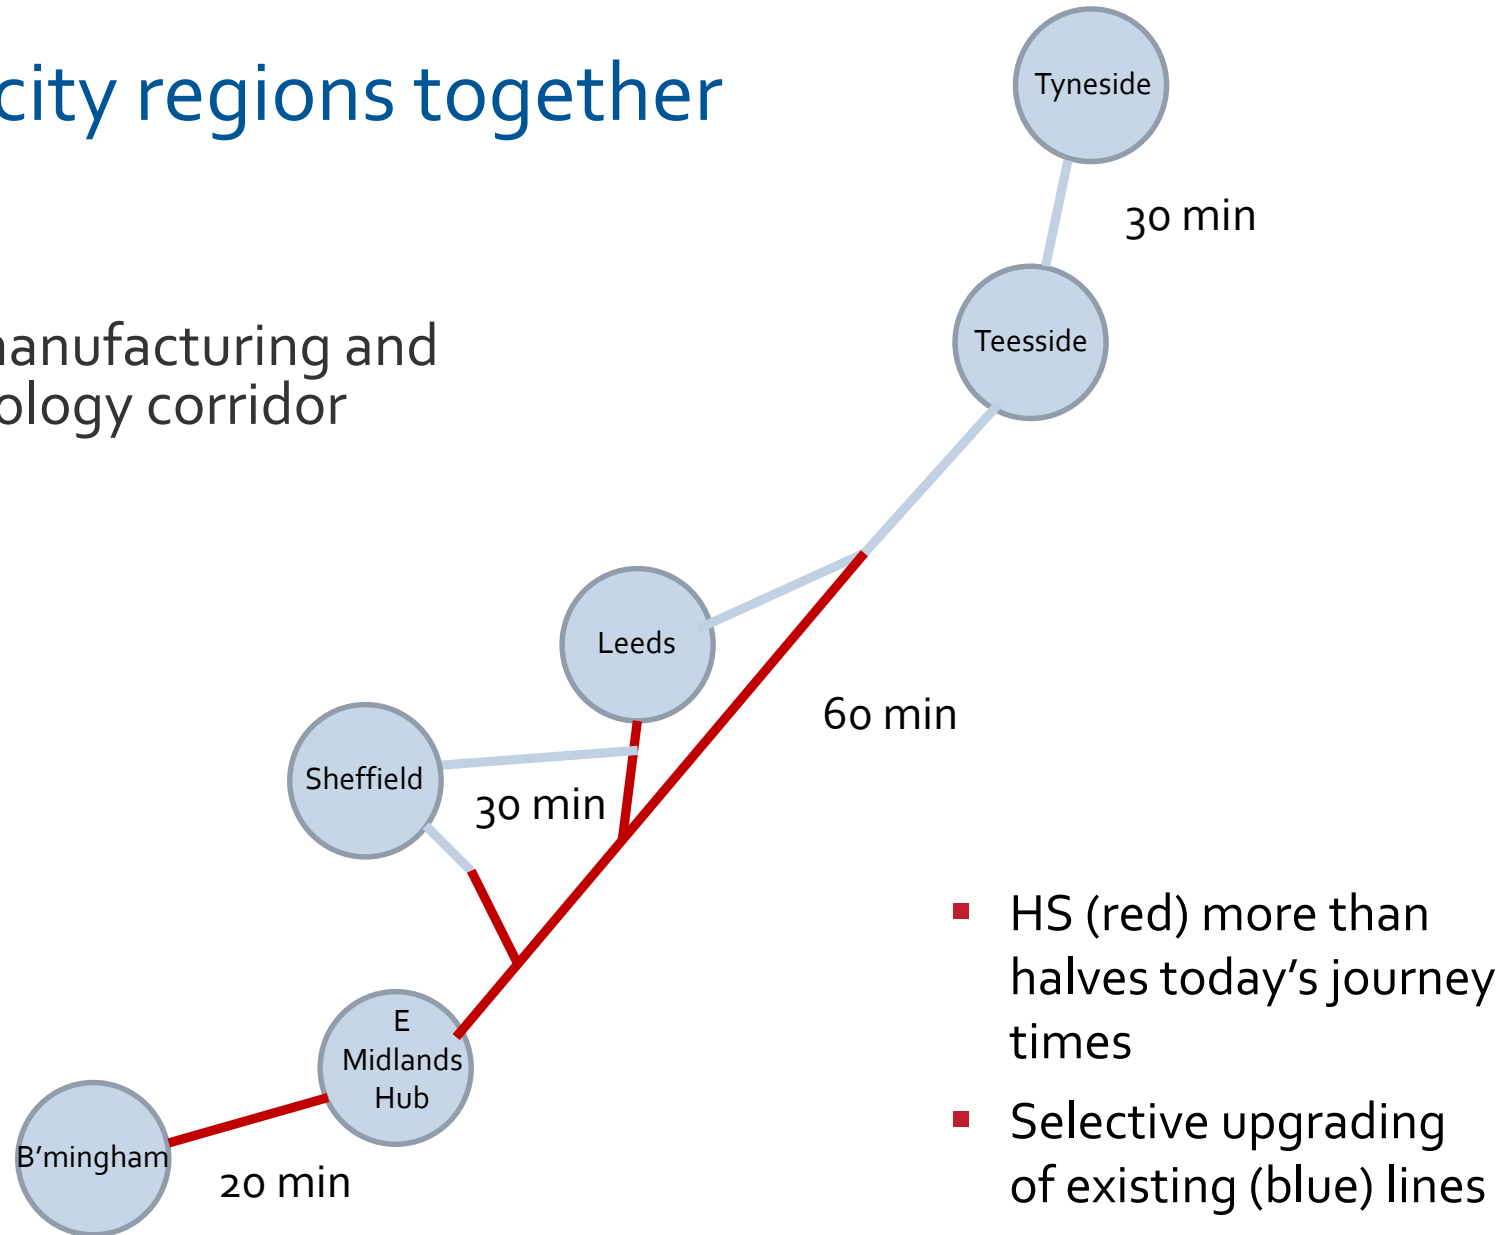 city regions together
Tyneside
30 min
manufacturing and
Teesside
ology corridor
Leeds
60 min
Sheffield
30 min
HS (red) more than
halves today's journey
times
E
Midlands
Hub
Selective upgrading
of existing (blue) lines
B'mingham
20 min